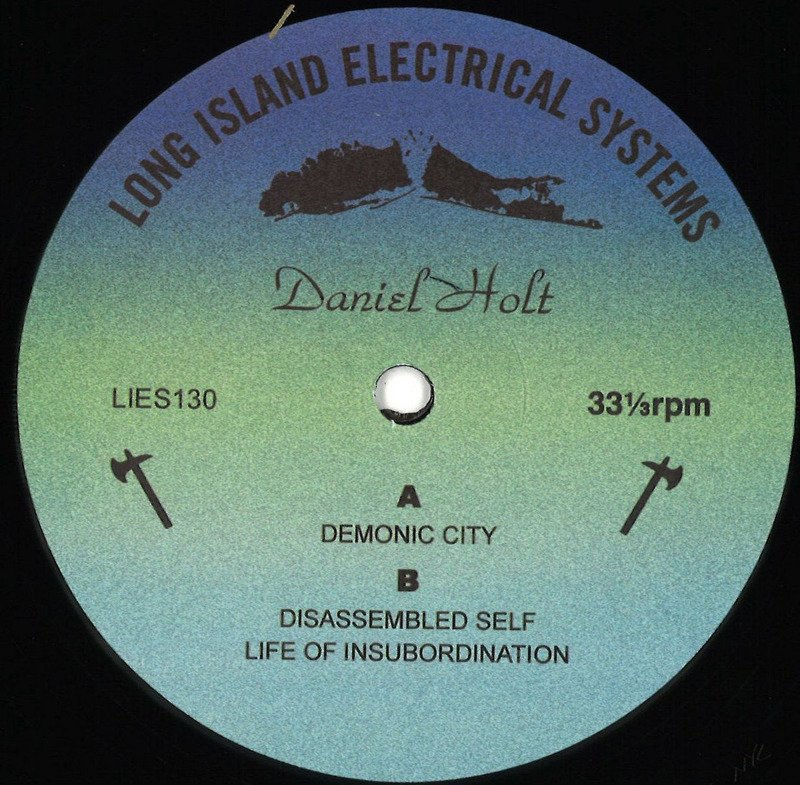 LONG ISLAND ELECTRICAL SYSTEMS
Daniel Holt
LIES130
33⅓rpm
A
DEMONIC CITY
B
DISASSEMBLED SELF
LIFE OF INSUBORDINATION